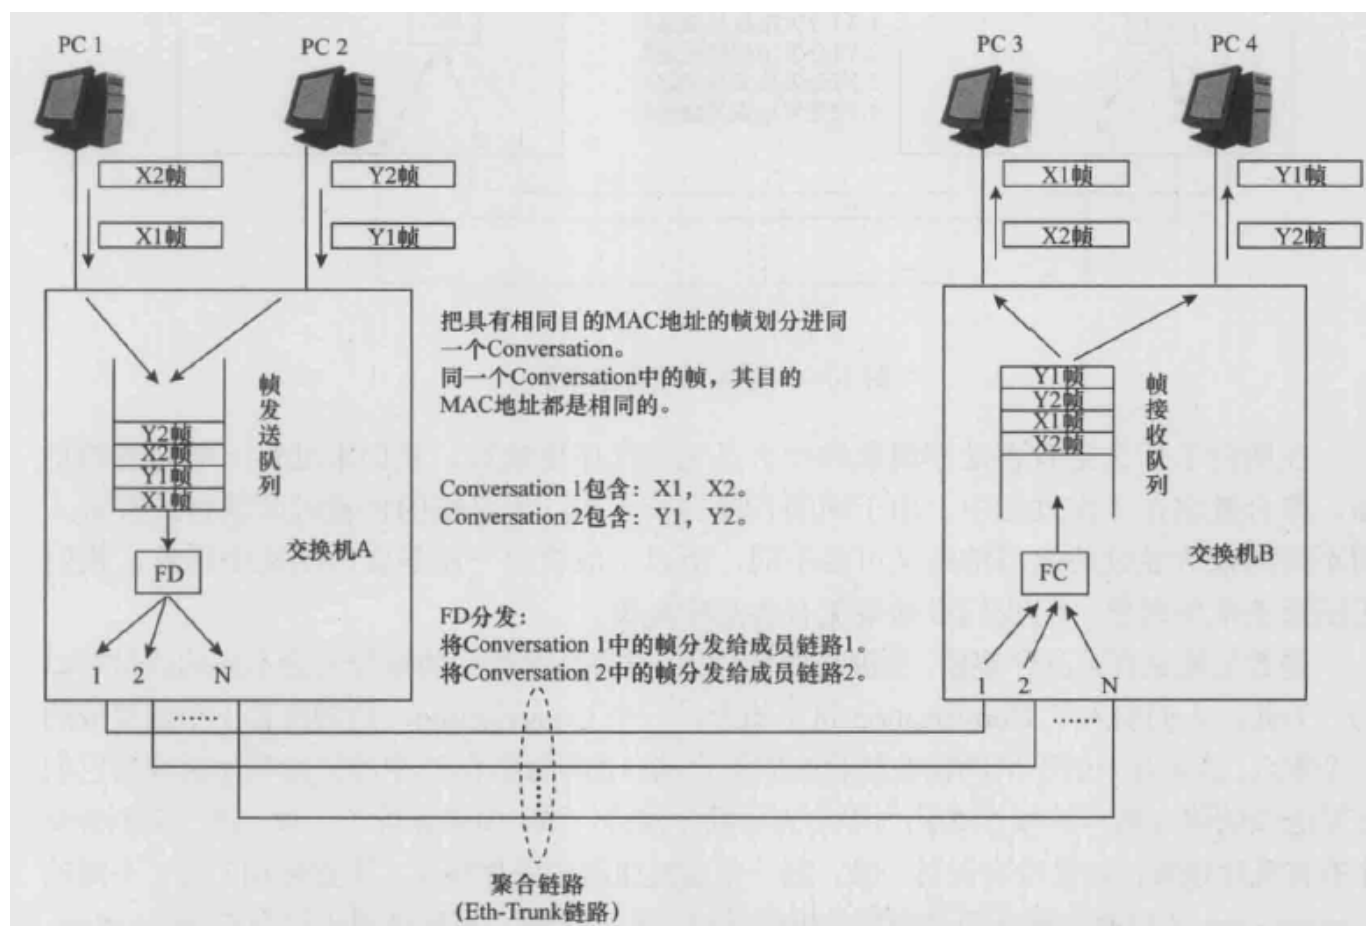 PC 1
PC 2
PC 3
PC 4
X2帧
Y2帧
X1帧
Y1帧
X1帧
Y1帧
X2帧
Y2帧
把具有相同目的MAC地址的帧划分进同
一个Conversation。
同一个Conversation中的帧，其目的
MAC地址都是相同的。
Conversation 1包含：X1，X2。
Conversation 2包含：Y1，Y2。
帧发送队列
Y2帧
X2帧
Y1帧
X1帧
交换机A
FD
1 2 N
......
FD分发：
将Conversation 1中的帧分发给成员链路1。
将Conversation 2中的帧分发给成员链路2。
Y1帧
Y2帧
X1帧
X2帧
帧接收队列
交换机B
FC
1 2 N
......
聚合链路
(Eth-Trunk链路)